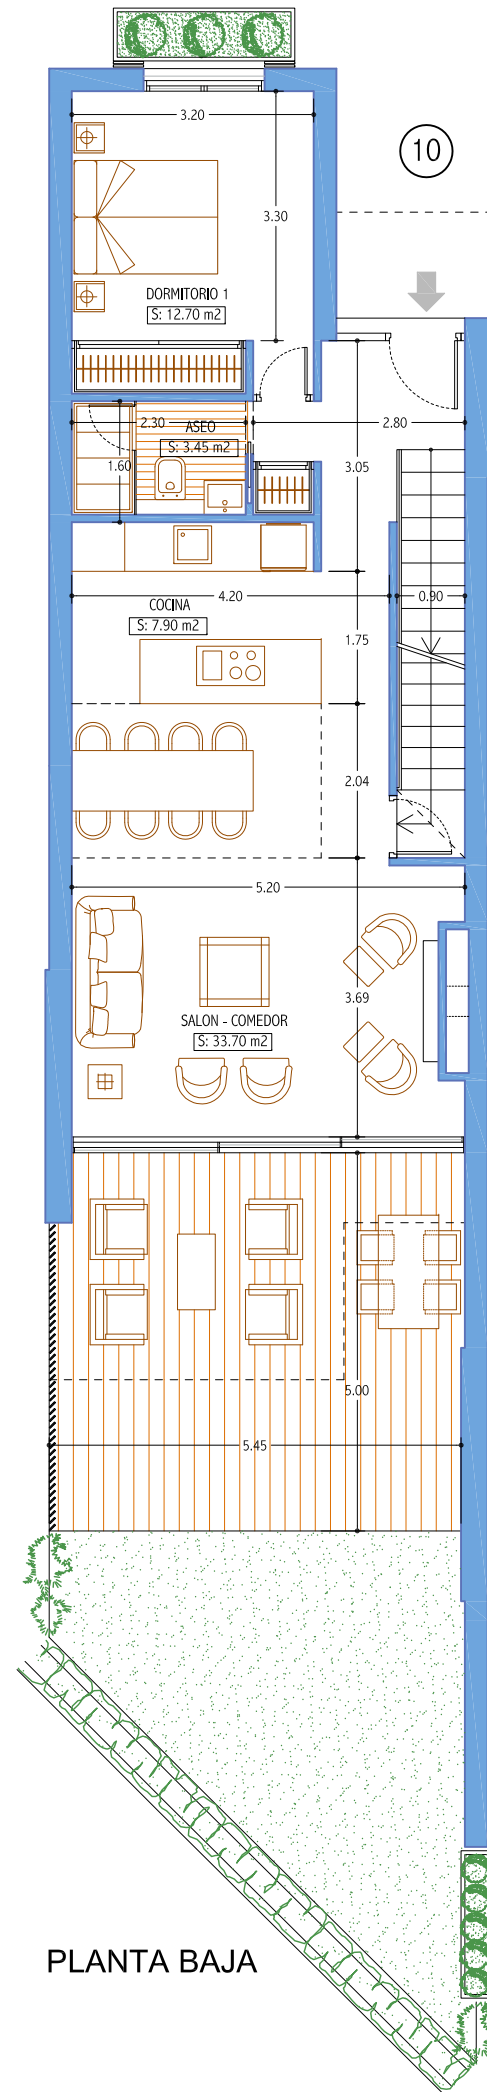 3.20
10
3.30
DORMITORIO 1
S: 12.70 m2
2.30
ASEO
2.80
S: 3.45 m2
1.60
3.05
4.20
0.90
COCINA
S: 7.90 m2
1.75
2.04
5.20
3.69
SALON - COMEDOR
S: 33.70 m2
5.00
5.45
PLANTA BAJA